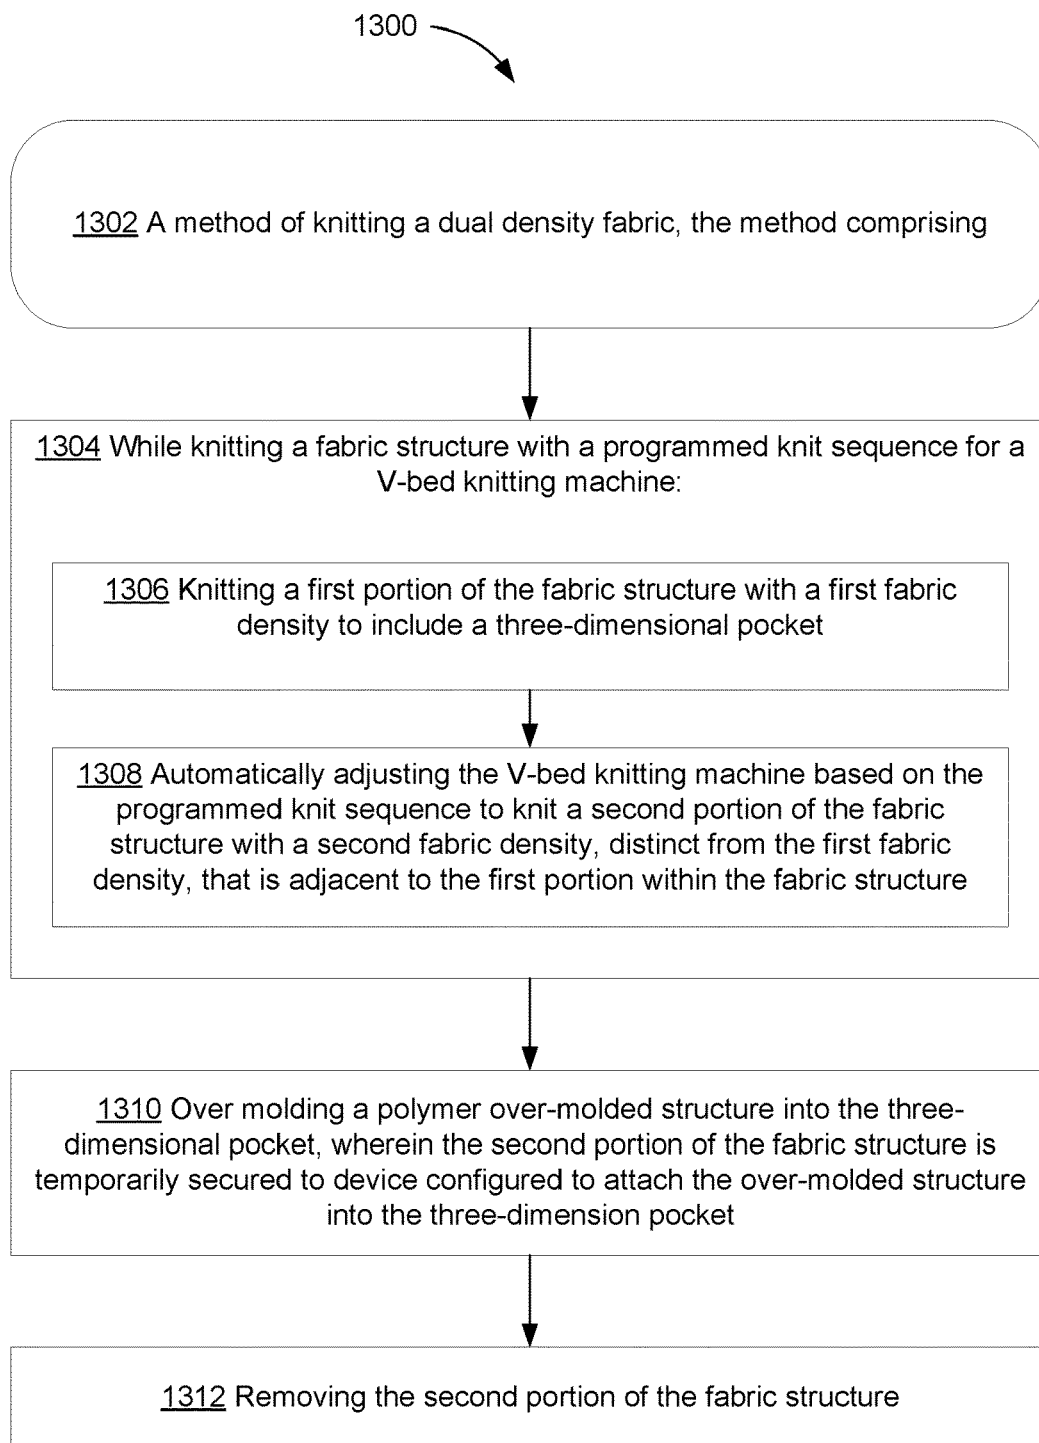 1300
1302 A method of knitting a dual density fabric, the method comprising
1304 While knitting a fabric structure with a programmed knit sequence for a
V-bed knitting machine:
1306 Knitting a first portion of the fabric structure with a first fabric
density to include a three-dimensional pocket
1308 Automatically adjusting the V-bed knitting machine based on the
programmed knit sequence to knit a second portion of the fabric
structure with a second fabric density, distinct from the first fabric
density, that is adjacent to the first portion within the fabric structure
1310 Over molding a polymer over-molded structure into the three-
dimensional pocket, wherein the second portion of the fabric structure is
temporarily secured to device configured to attach the over-molded structure
into the three-dimension pocket
1312 Removing the second portion of the fabric structure